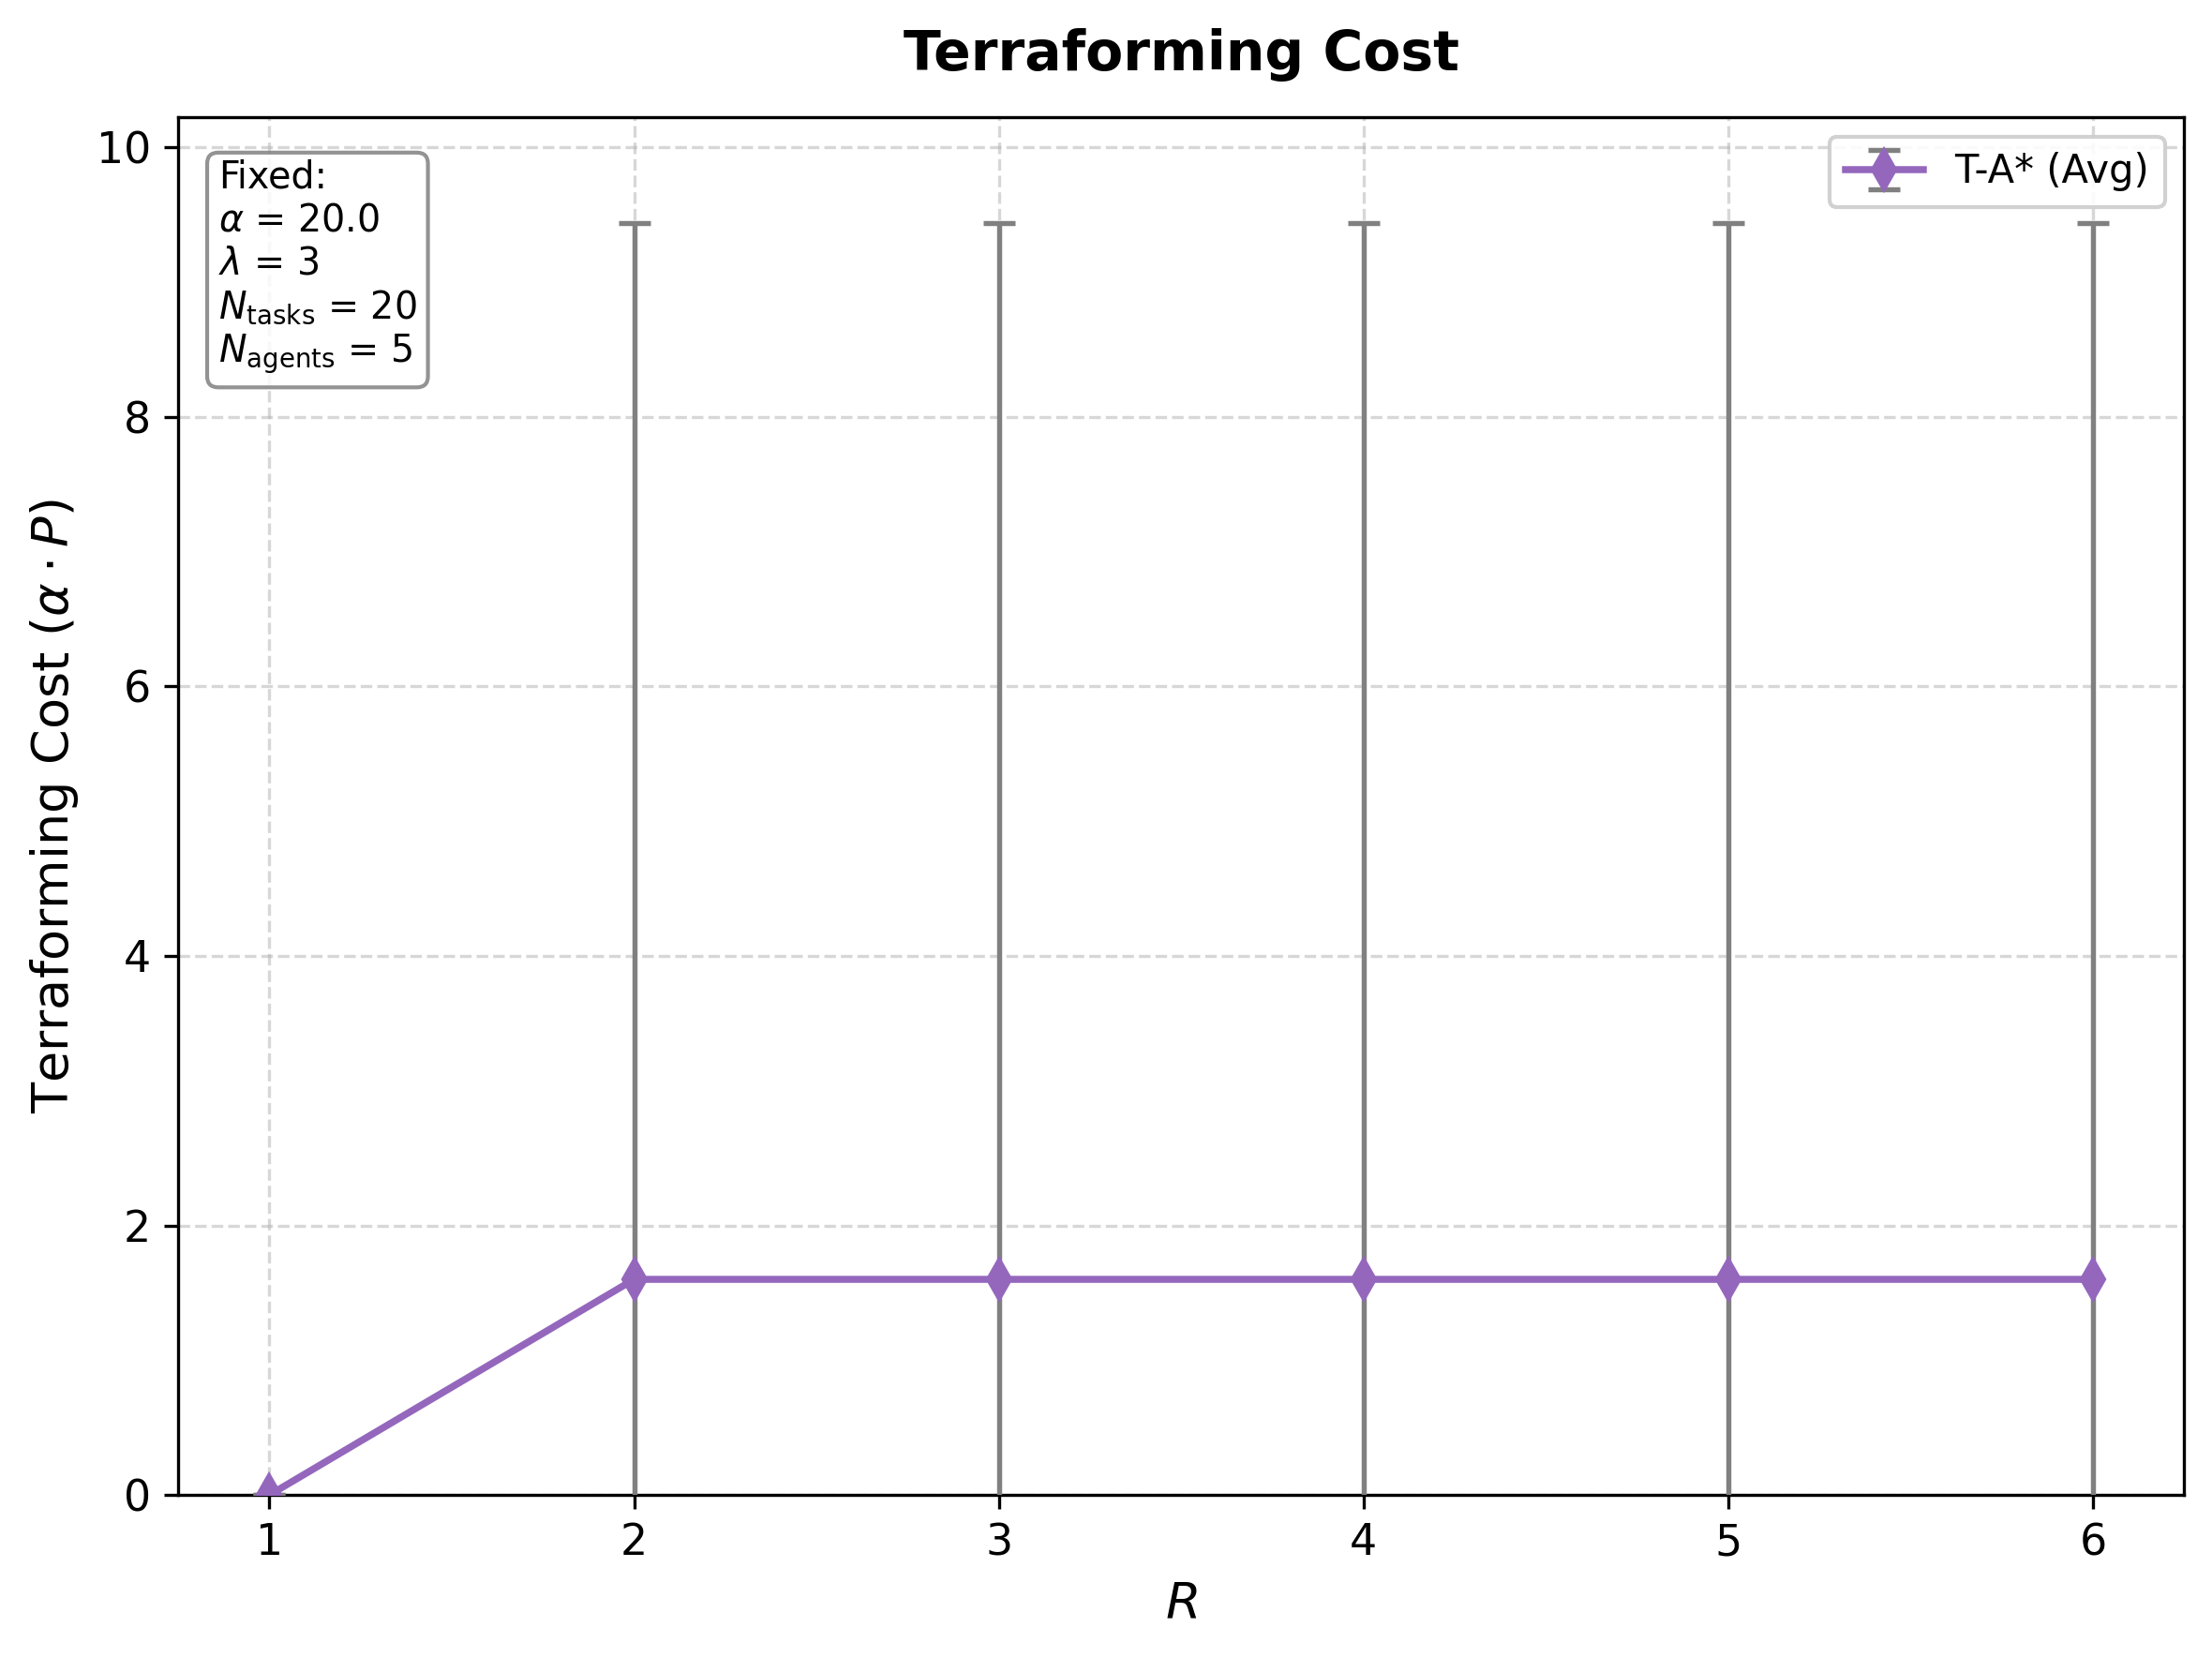 Terraforming Cost
Fixed:
α = 20.0
λ = 3
N_tasks = 20
N_agents = 5
T-A* (Avg)
Terraforming Cost (α · P)
10
8
6
4
2
0
1 2 3 4 5 6
R